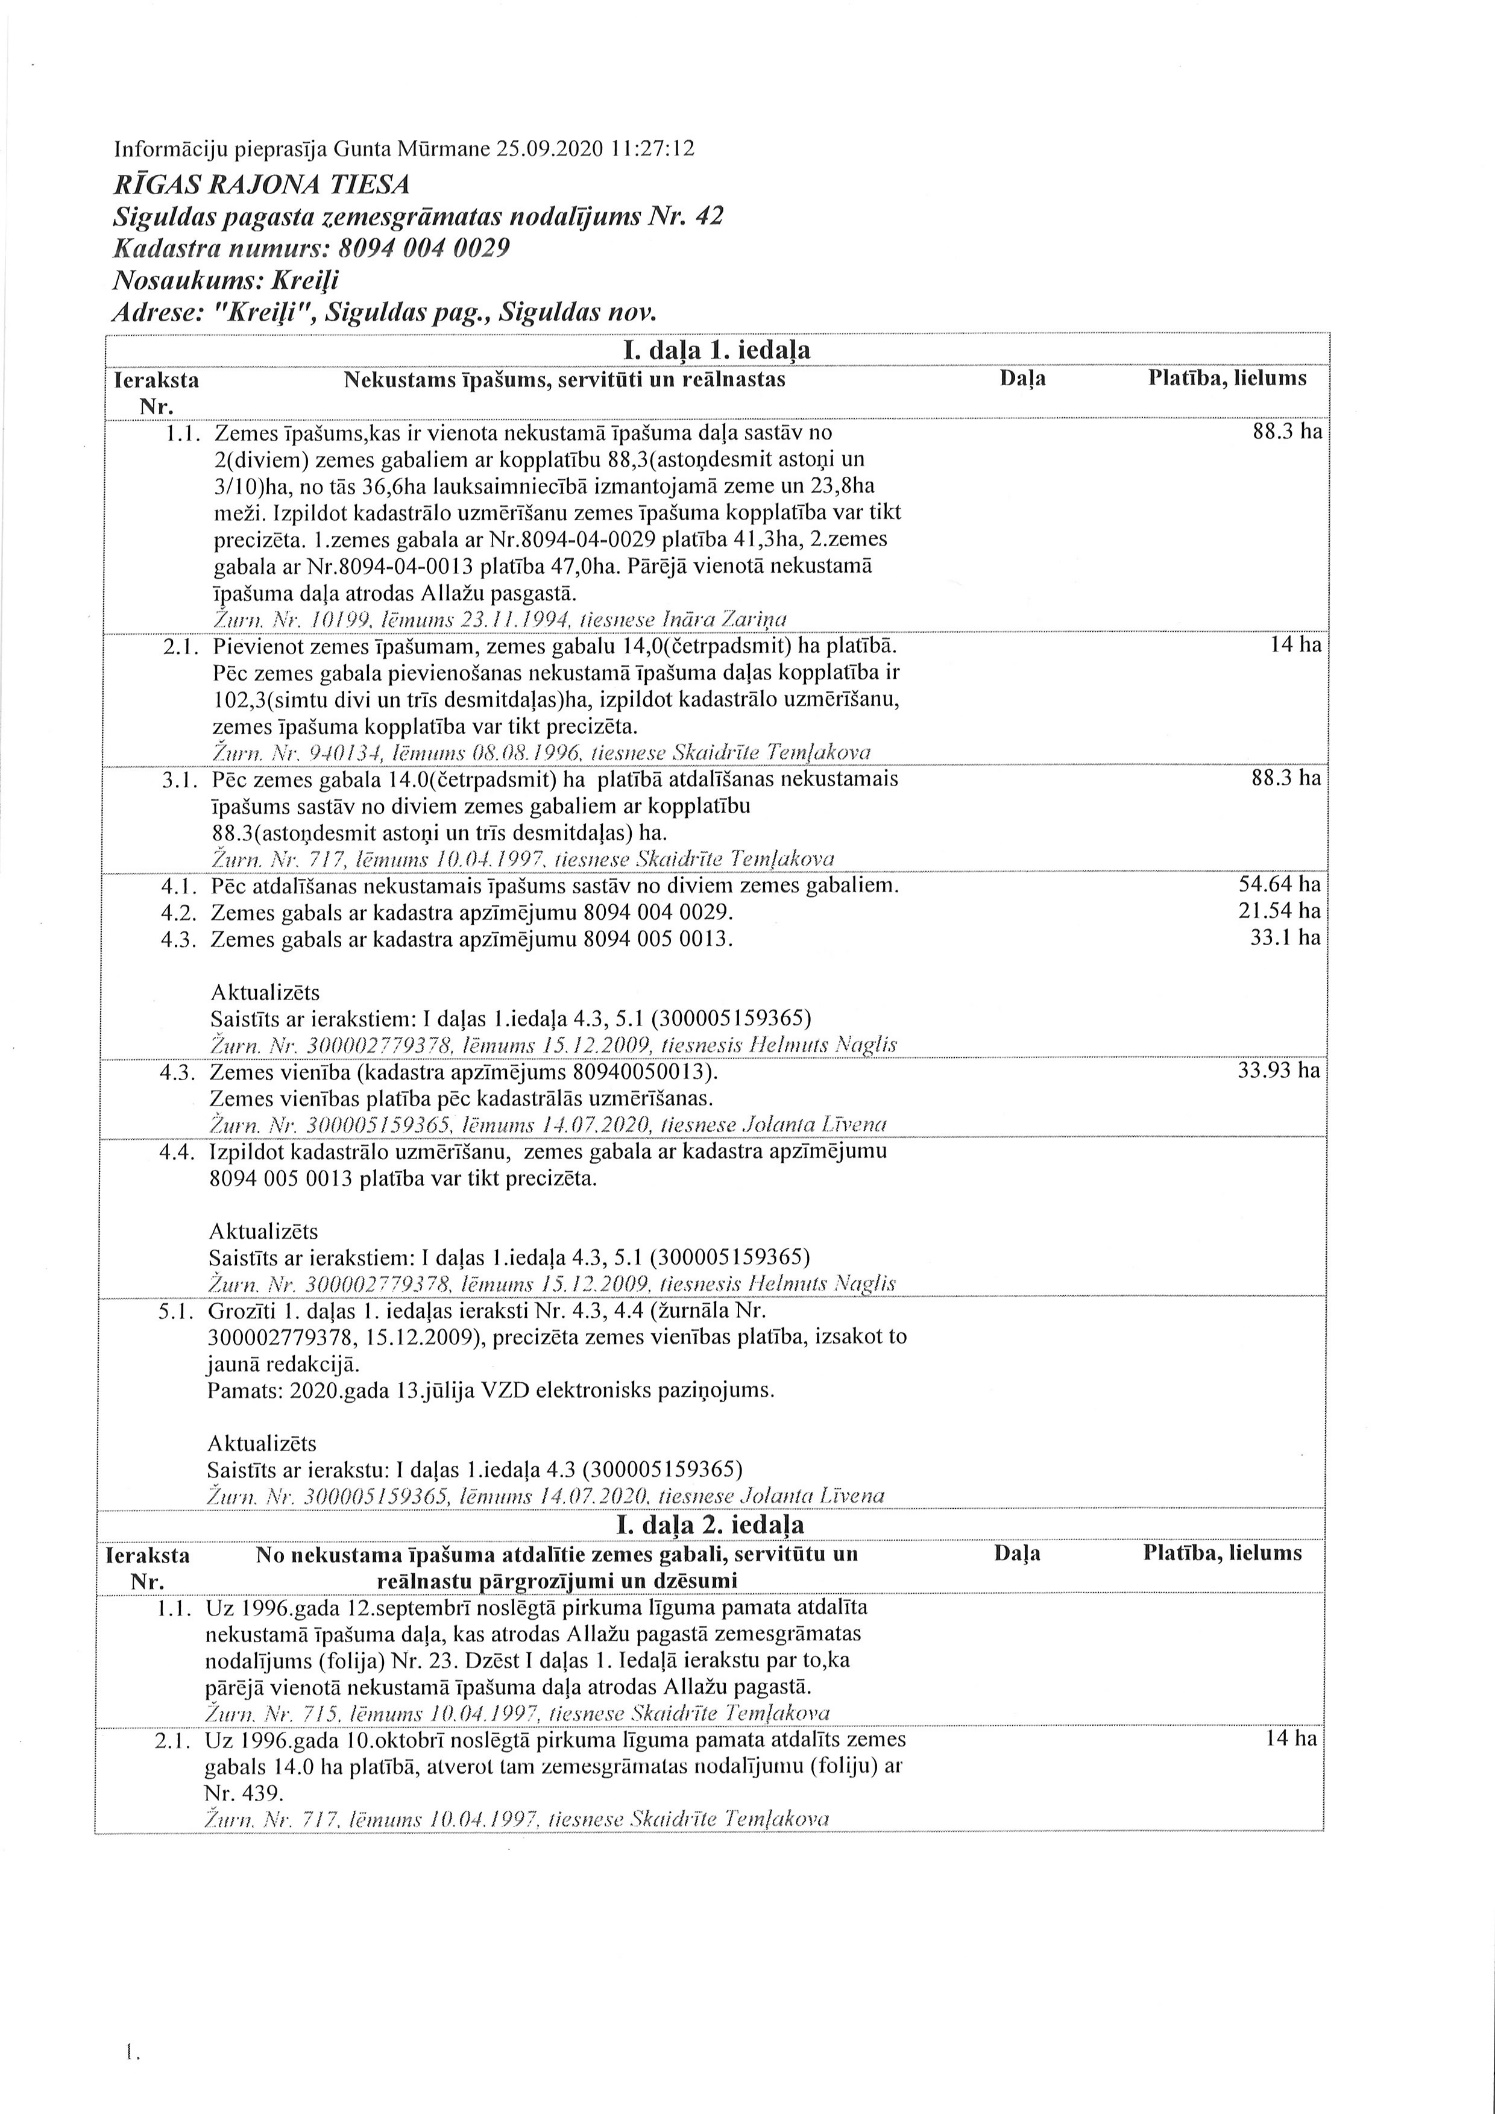 Informāciju pieprasīja Gunta Mūrmane 25.09.2020 11:27:12
RĪGAS RAJONA TIESA
Siguldas pagasta zemesgrāmatas nodalījums Nr. 42
Kadastra numurs: 8094 004 0029
Nosaukums: Kreiļi
Adrese: "Kreiļi", Siguldas pag., Siguldas nov.
I. daļa 1. iedaļa
Ieraksta Nekustams īpašums, servitūti un reālnastas Daļa Platība, lielums
Nr.
1.1. Zemes īpašums,kas ir vienota nekustamā īpašuma daļa sastāv no 88.3 ha
2(diviem) zemes gabaliem ar kopplatību 88,3(astoņdesmit astoņi un
3/10)ha, no tās 36,6ha lauksaimniecībā izmantojamā zeme un 23,8ha
meži. Izpildot kadastrālo uzmērīšanu zemes īpašuma kopplatība var tikt
precizēta. 1.zemes gabala ar Nr.8094-04-0029 platība 41,3ha, 2.zemes
gabala ar Nr.8094-04-0013 platība 47,0ha. Pārējā vienotā nekustamā
īpašuma daļa atrodas Allažu pasgastā.
Žurn. Nr. 10199, lēmums 23.11.1994, tiesnese Ināra Zariņa
2.1. Pievienot zemes īpašumam, zemes gabalu 14,0(četrpadsmit) ha platībā. 14 ha
Pēc zemes gabala pievienošanas nekustamā īpašuma daļas kopplatība ir
102,3(simtu divi un trīs desmitdaļas)ha, izpildot kadastrālo uzmērīšanu,
zemes īpašuma kopplatība var tikt precizēta.
Žurn. Nr. 940134, lēmums 08.08.1996, tiesnese Skaidrīte Temļakova
3.1. Pēc zemes gabala 14.0(četrpadsmit) ha platībā atdalīšanas nekustamais 88.3 ha
īpašums sastāv no diviem zemes gabaliem ar kopplatību
88.3(astoņdesmit astoņi un trīs desmitdaļas) ha.
Žurn. Nr. 717, lēmums 10.04.1997, tiesnese Skaidrīte Temļakova
4.1. Pēc atdalīšanas nekustamais īpašums sastāv no diviem zemes gabaliem. 54.64 ha
4.2. Zemes gabals ar kadastra apzīmējumu 8094 004 0029. 21.54 ha
4.3. Zemes gabals ar kadastra apzīmējumu 8094 005 0013. 33.1 ha
Aktualizēts
Saistīts ar ierakstiem: I daļas 1.iedaļa 4.3, 5.1 (300005159365)
Žurn. Nr. 300002779378, lēmums 15.12.2009, tiesnesis Helmuts Naglis
4.3. Zemes vienība (kadastra apzīmējums 80940050013). 33.93 ha
Zemes vienības platība pēc kadastrālās uzmērīšanas.
Žurn. Nr. 300005159365, lēmums 14.07.2020, tiesnese Jolanta Līvena
4.4. Izpildot kadastrālo uzmērīšanu, zemes gabala ar kadastra apzīmējumu
8094 005 0013 platība var tikt precizēta.
Aktualizēts
Saistīts ar ierakstiem: I daļas 1.iedaļa 4.3, 5.1 (300005159365)
Žurn. Nr. 300002779378, lēmums 15.12.2009, tiesnesis Helmuts Naglis
5.1. Grozīti 1. daļas 1. iedaļas ieraksti Nr. 4.3, 4.4 (žurnāla Nr.
300002779378, 15.12.2009), precizēta zemes vienības platība, izsakot to
jaunā redakcijā.
Pamats: 2020.gada 13.jūlija VZD elektronisks paziņojums.
Aktualizēts
Saistīts ar ierakstu: I daļas 1.iedaļa 4.3 (300005159365)
Žurn. Nr. 300005159365, lēmums 14.07.2020, tiesnese Jolanta Līvena
I. daļa 2. iedaļa
Ieraksta No nekustama īpašuma atdalītie zemes gabali, servitūtu un Daļa Platība, lielums
Nr. reālnastu pārgrozījumi un dzēsumi
1.1. Uz 1996.gada 12.septembrī noslēgtā pirkuma līguma pamata atdalīta
nekustamā īpašuma daļa, kas atrodas Allažu pagastā zemesgrāmatas
nodalījums (folija) Nr. 23. Dzēst I daļas 1. Iedaļā ierakstu par to,ka
pārējā vienotā nekustamā īpašuma daļa atrodas Allažu pagastā.
Žurn. Nr. 715, lēmums 10.04.1997, tiesnese Skaidrīte Temļakova
2.1. Uz 1996.gada 10.oktobrī noslēgtā pirkuma līguma pamata atdalīts zemes 14 ha
gabals 14.0 ha platībā, atverot tam zemesgrāmatas nodalījumu (foliju) ar
Nr. 439.
Žurn. Nr. 717, lēmums 10.04.1997, tiesnese Skaidrīte Temļakova
1.